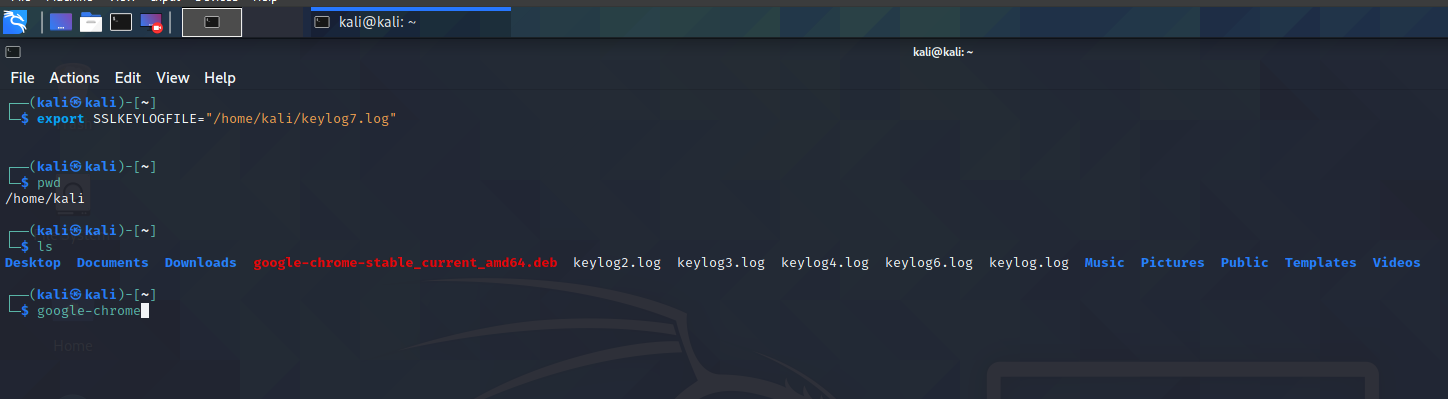 kali@kali: ~
kali@kali: ~
File Actions Edit View Help
┌──(kali㉿kali)-[~]
└─$ export SSLKEYLOGFILE="/home/kali/keylog7.log"
┌──(kali㉿kali)-[~]
└─$ pwd
/home/kali
┌──(kali㉿kali)-[~]
└─$ ls
Desktop Documents Downloads google-chrome-stable_current_amd64.deb keylog2.log keylog3.log keylog4.log keylog6.log keylog.log Music Pictures Public Templates Videos
┌──(kali㉿kali)-[~]
└─$ google-chrome
Home